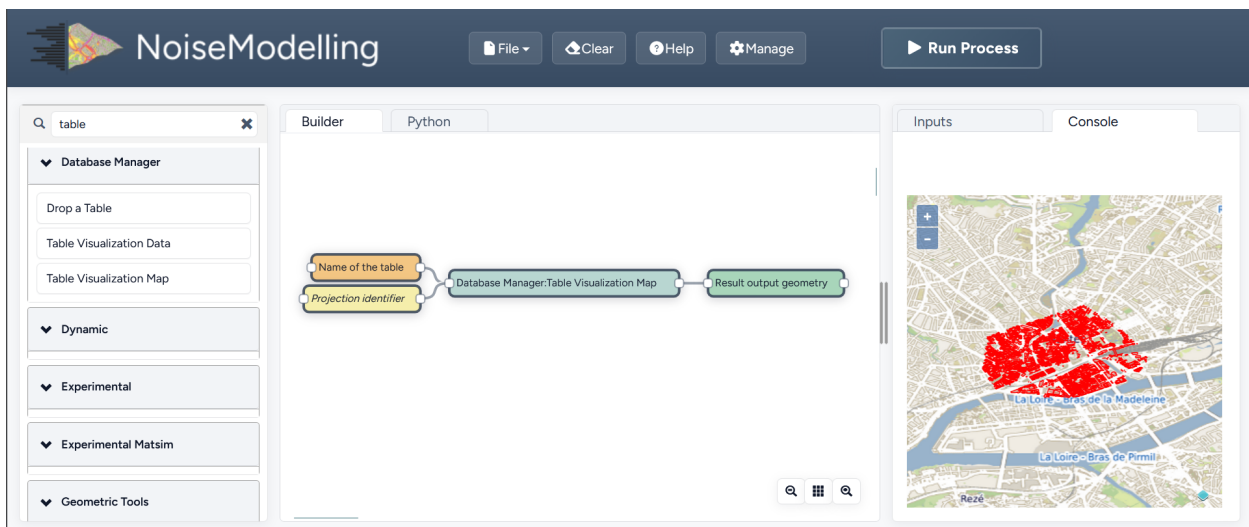 NoiseModelling
File
Clear
Help
Manage
Run Process
table
Database Manager
Drop a Table
Table Visualization Data
Table Visualization Map
Dynamic
Experimental
Experimental Matsim
Geometric Tools
Builder
Python
Name of the table
Projection identifier
Database Manager:Table Visualization Map
Result output geometry
Inputs
Console
+
-
La Loire - Bras de la Madeleine
La Loire - Bras de Pirmil
Rezé